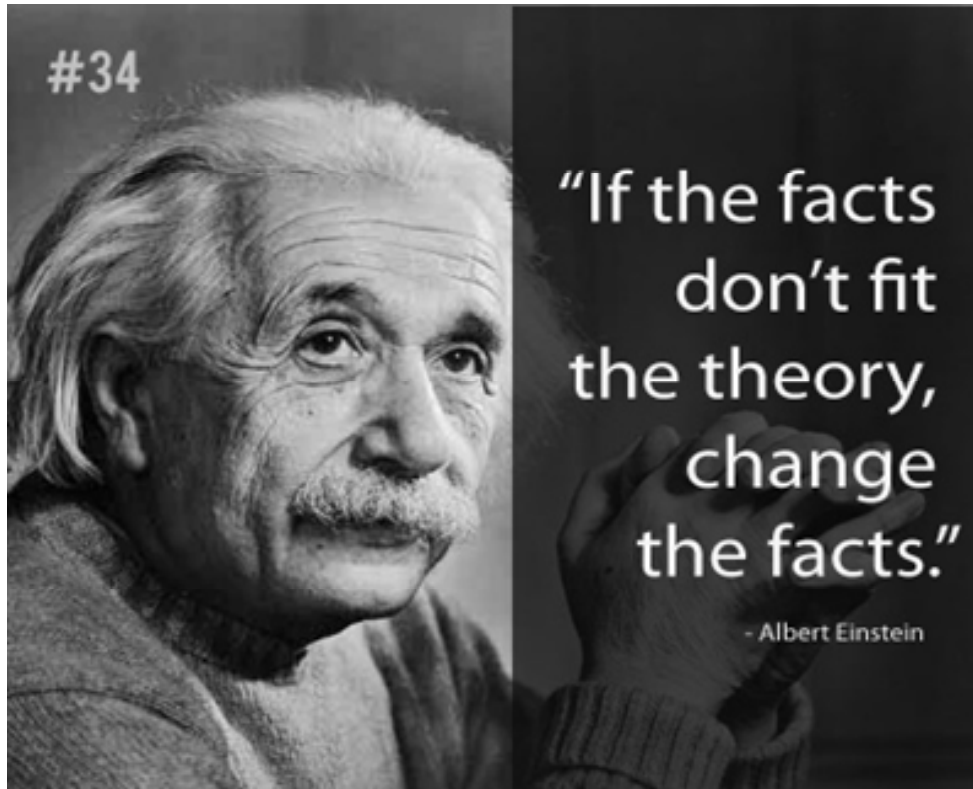 #34
“If the facts
don’t fit
the theory,
change
the facts.”
- Albert Einstein